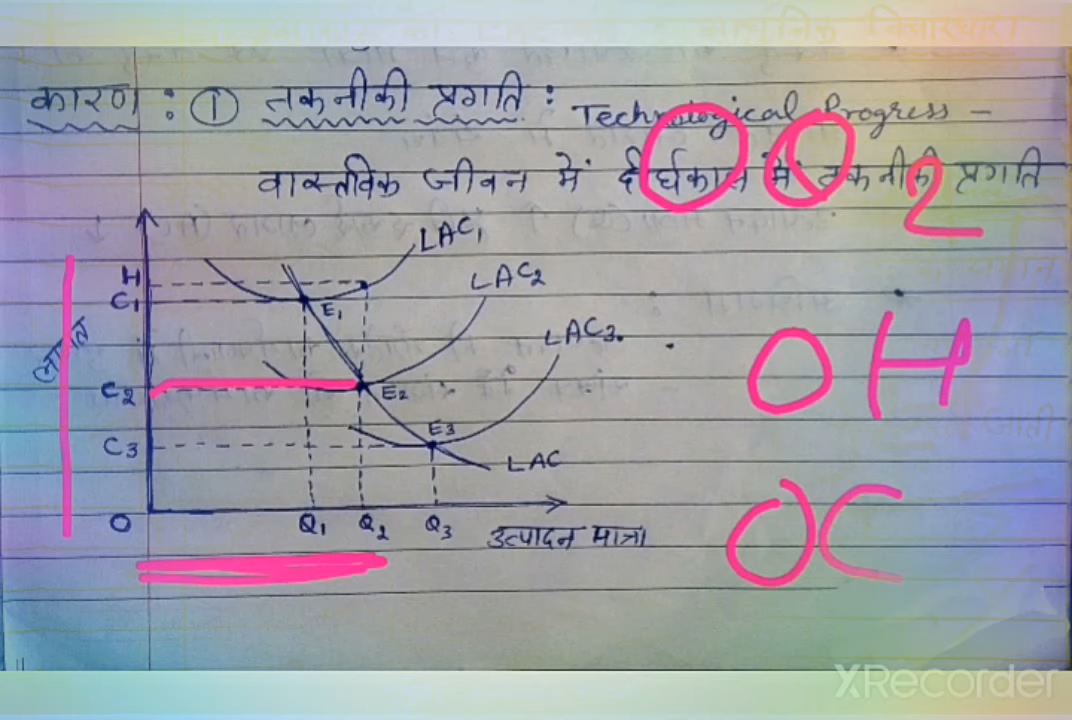 कारण : ① तकनीकी प्रगति : Technological Progress –
वास्तविक जीवन में दीर्घकाल में तकनीकी प्रगति
OQ2
LAC1
H
LAC2
C1
E1
LAC3.
OH
लागत
C2
E2
E3
C3
LAC
OC
O
Q1 Q2 Q3 उत्पादन मात्रा
XRecorder